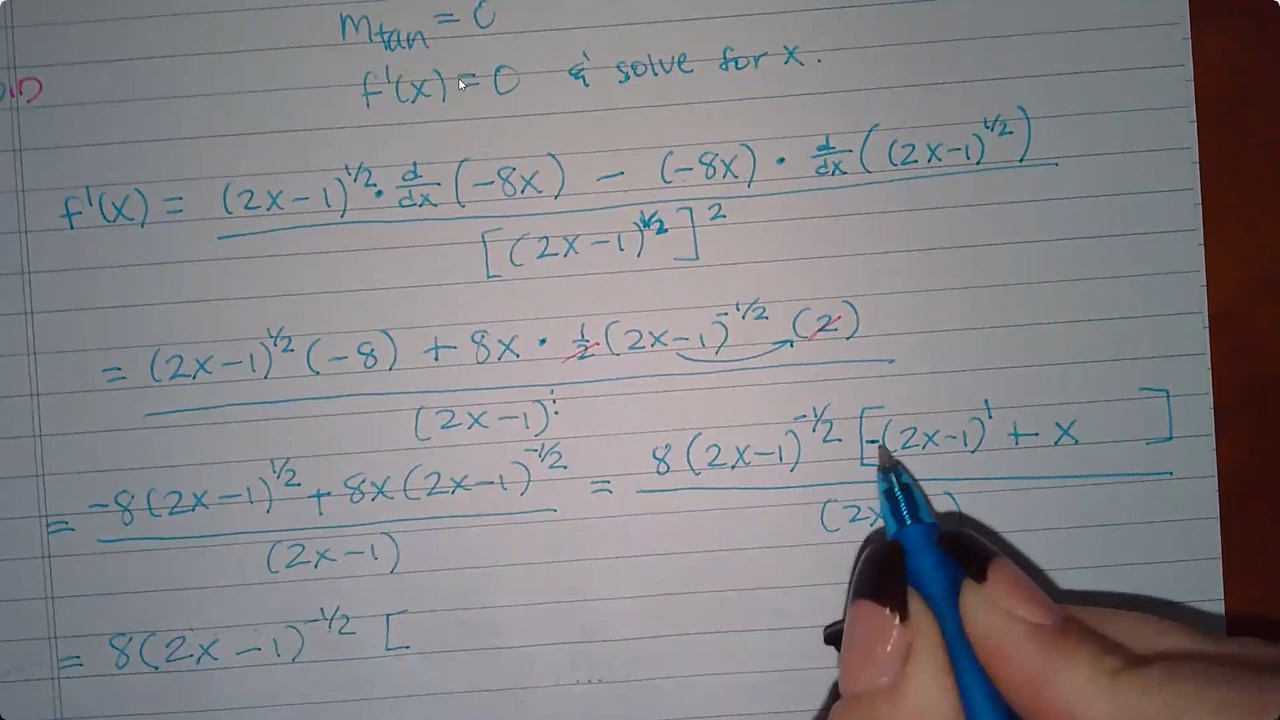 m_tan = 0
f'(x) = 0 & solve for x.
f'(x) = ((2x-1)^{1/2} · d/dx (-8x) - (-8x) · d/dx ((2x-1)^{1/2})) / [(2x-1)^{1/2}]^2
= ((2x-1)^{1/2} (-8) + 8x · 1/2 (2x-1)^{-1/2} (2)) / (2x-1)^1
= (-8(2x-1)^{1/2} + 8x(2x-1)^{-1/2}) / (2x-1) = 8(2x-1)^{-1/2} [-(2x-1)^1 + x] / (2x )
= 8(2x-1)^{-1/2} [